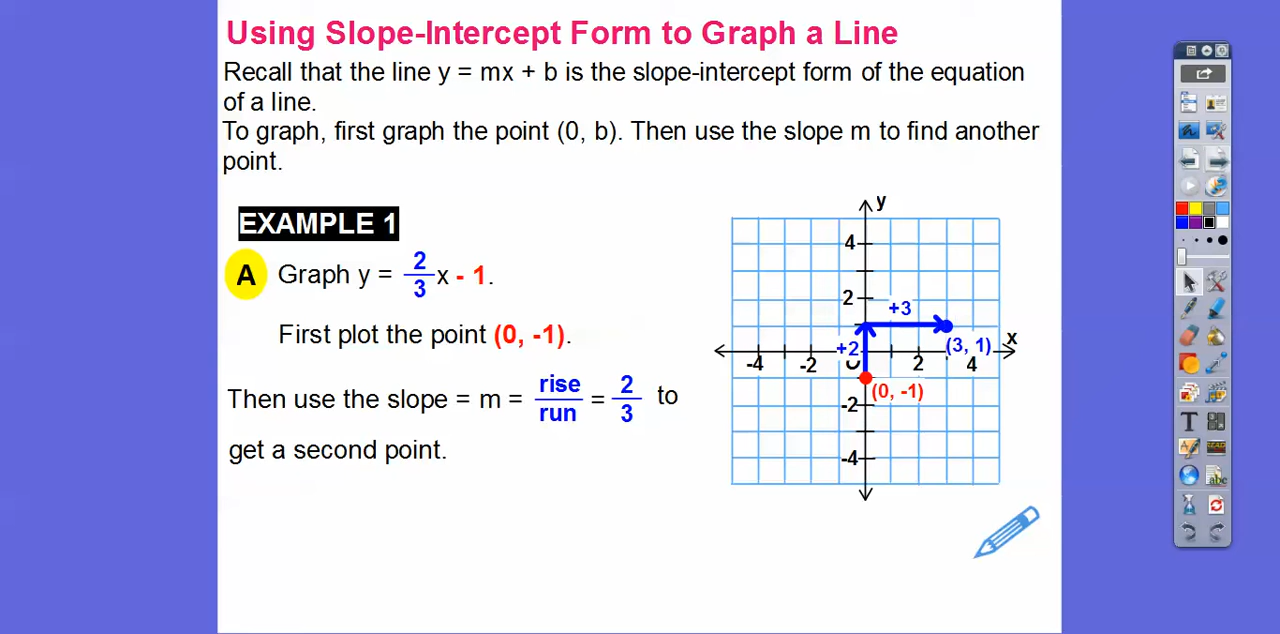 Using Slope-Intercept Form to Graph a Line
Recall that the line y = mx + b is the slope-intercept form of the equation
of a line.
To graph, first graph the point (0, b). Then use the slope m to find another
point.
EXAMPLE 1
A Graph y = 2/3 x - 1.
First plot the point (0, -1).
Then use the slope = m = rise/run = 2/3 to
get a second point.
y
4
2
+3
+2
(3, 1)
x
-4 -2 0 2 4
(0, -1)
-2
-4